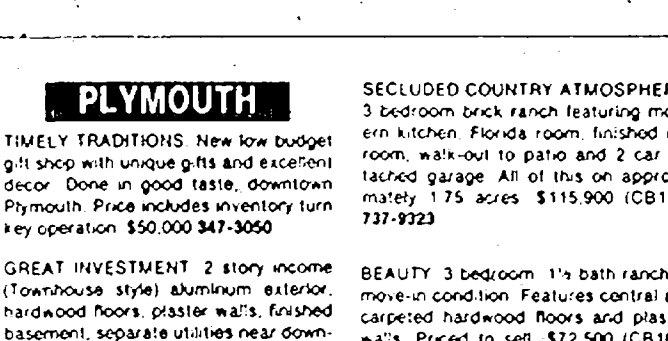 PLYMOUTH
TIMELY TRADITIONS. New low budget
gift shop with unique gifts and excellent
decor. Done in good taste, downtown
Plymouth. Price includes inventory turn
key operation. $50,000 347-3050
GREAT INVESTMENT. 2 story income
(Townhouse style) aluminum exterior,
hardwood floors, plaster walls, finished
basement, separate utilities near down-
SECLUDED COUNTRY ATMOSPHER
3 bedroom brick ranch featuring mo
ern kitchen, Florida room, finished
room, walk-out to patio and 2 car
tached garage. All of this on appro
mately 1.75 acres. $115,900 (CB1
737-9323
BEAUTY 3 bedroom 1½ bath ranch
move-in condition. Features central
carpeted hardwood floors and plas
walls. Priced to sell $72,500 (CB1